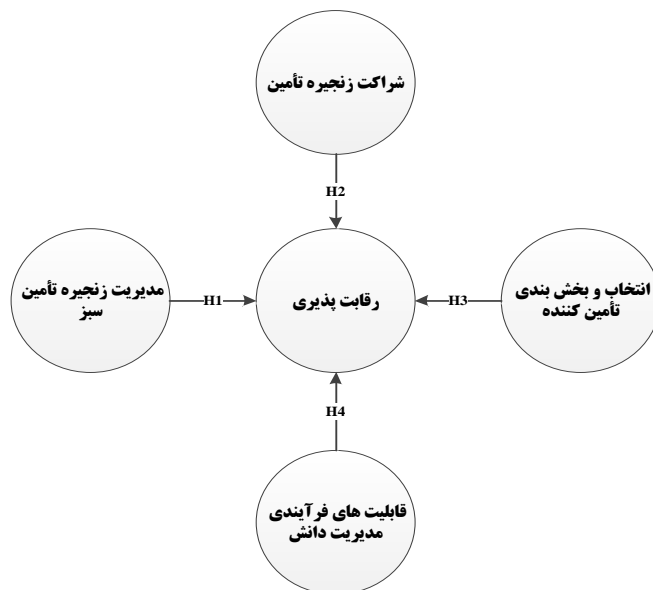 شراکت زنجیره تأمین
H2
مدیریت زنجیره تأمین
سبز
H1
رقابت پذیری
H3
انتخاب و بخش بندی
تأمین کننده
H4
قابلیت های فرآیندی
مدیریت دانش